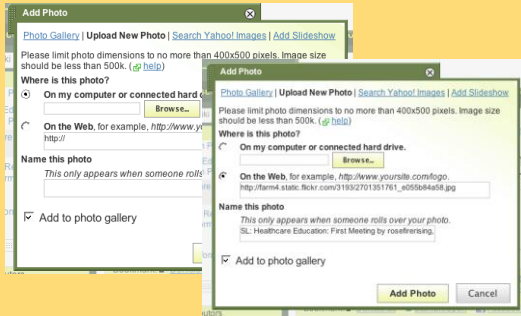 Add Photo
Photo Gallery | Upload New Photo | Search Yahoo! Images | Add Slideshow
Please limit photo dimensions to no more than 400x500 pixels. Image size
should be less than 500k. ( help)
Where is this photo?
On my computer or connected hard
Browse...
On the Web, for example, http://www.
http://
Name this photo
This only appears when someone rolls
Add to photo gallery
Add Photo
Photo Gallery | Upload New Photo | Search Yahoo! Images | Add Slideshow
Please limit photo dimensions to no more than 400x500 pixels. Image size
should be less than 500k. ( help)
Where is this photo?
On my computer or connected hard drive.
Browse...
On the Web, for example, http://www.yoursite.com/logo.
http://farm4.static.flickr.com/3193/2701351761_e055b84a58.jpg
Name this photo
This only appears when someone rolls over your photo.
SL: Healthcare Education: First Meeting by rosefirerising,
Add to photo gallery
Add Photo
Cancel